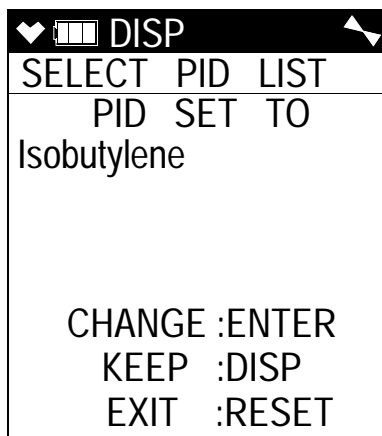 DISP
SELECT PID LIST
PID SET TO
Isobutylene
CHANGE :ENTER
KEEP :DISP
EXIT :RESET